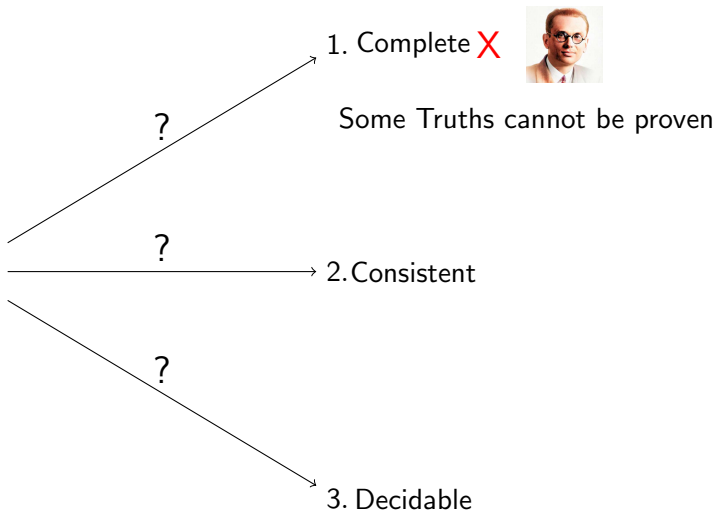 1. Complete X
Some Truths cannot be proven
?
?
2. Consistent
?
3. Decidable